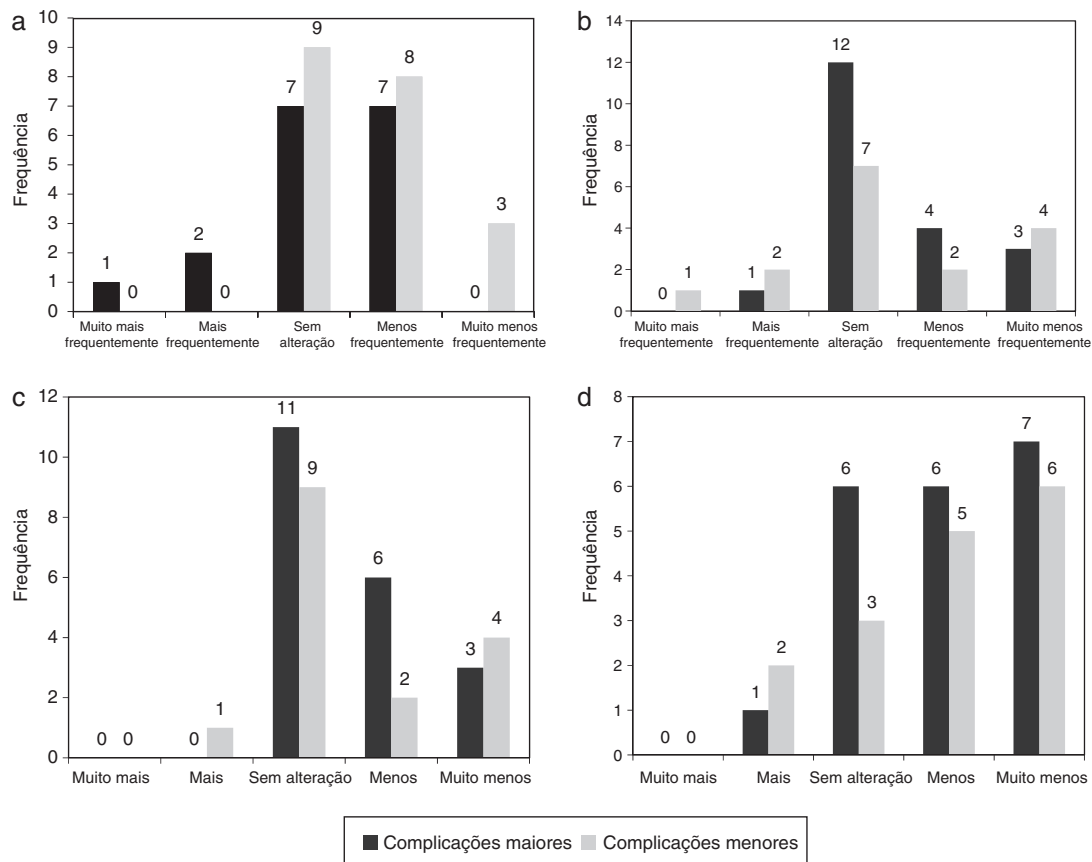 a
Frequência
10
9
8
7
6
5
4
3
2
1
0
1
0
2
0
7
9
7
8
0
3
Muito mais
frequentemente
Mais
frequentemente
Sem
alteração
Menos
frequentemente
Muito menos
frequentemente
b
Frequência
14
12
10
8
6
4
2
0
0
1
1
2
12
7
4
2
3
4
Muito mais
frequentemente
Mais
frequentemente
Sem
alteração
Menos
frequentemente
Muito menos
frequentemente
c
Frequência
12
10
8
6
4
2
0
0
0
0
1
11
9
6
2
3
4
Muito mais
Mais
Sem alteração
Menos
Muito menos
d
Frequência
8
7
6
5
4
3
2
1
0
0
0
1
2
6
3
6
5
7
6
Muito mais
Mais
Sem alteração
Menos
Muito menos
Complicações maiores
Complicações menores